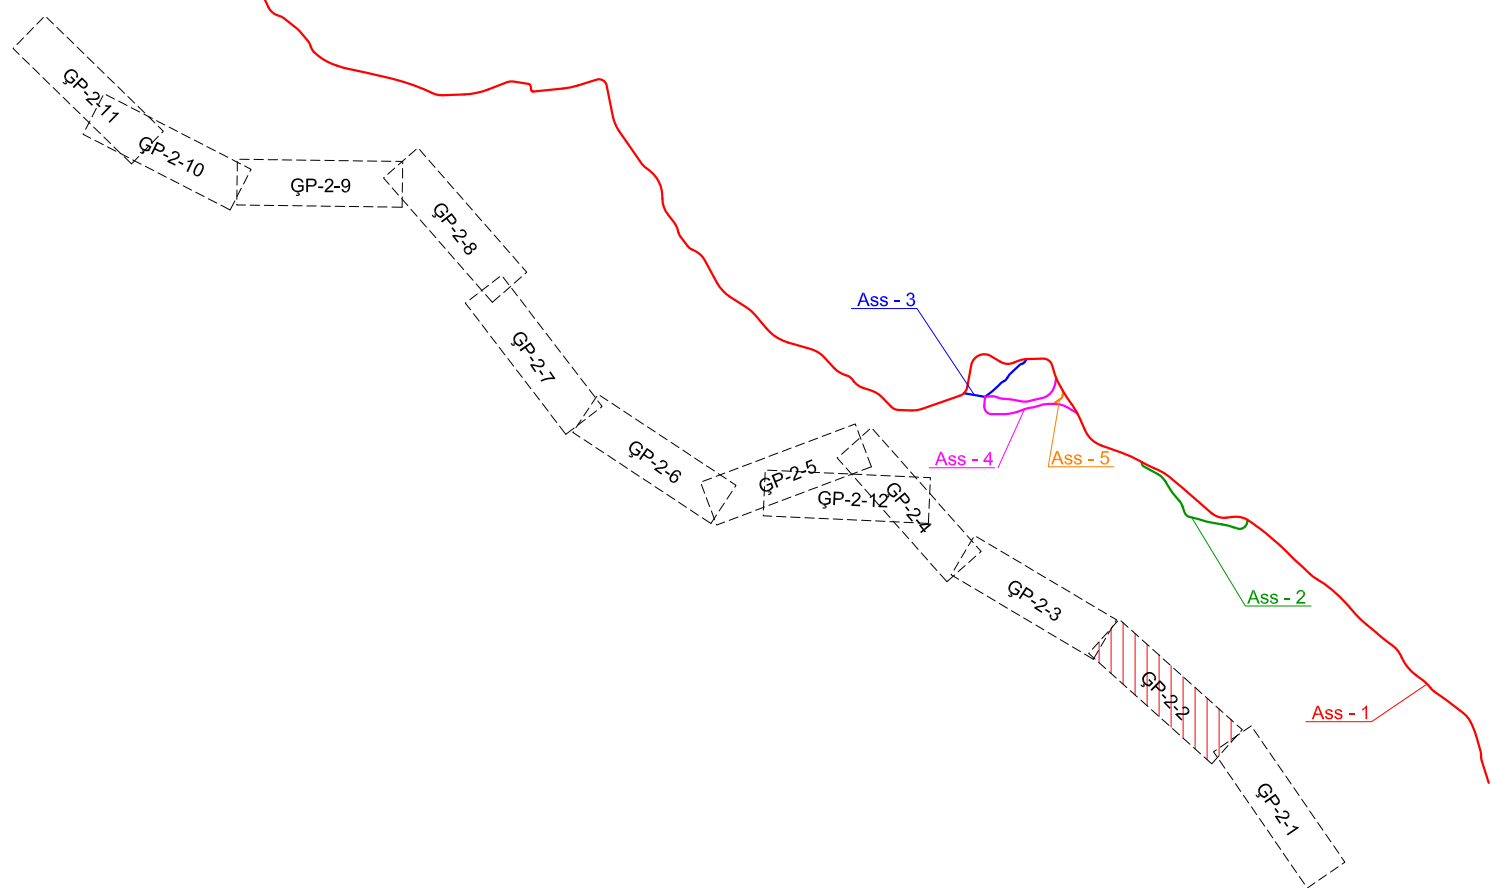 ĢP-2-11
ĢP-2-10
ĢP-2-9
ĢP-2-8
ĢP-2-7
ĢP-2-6
ĢP-2-5
ĢP-2-12
ĢP-2-4
ĢP-2-3
ĢP-2-2
ĢP-2-1
Ass - 3
Ass - 4
Ass - 5
Ass - 2
Ass - 1